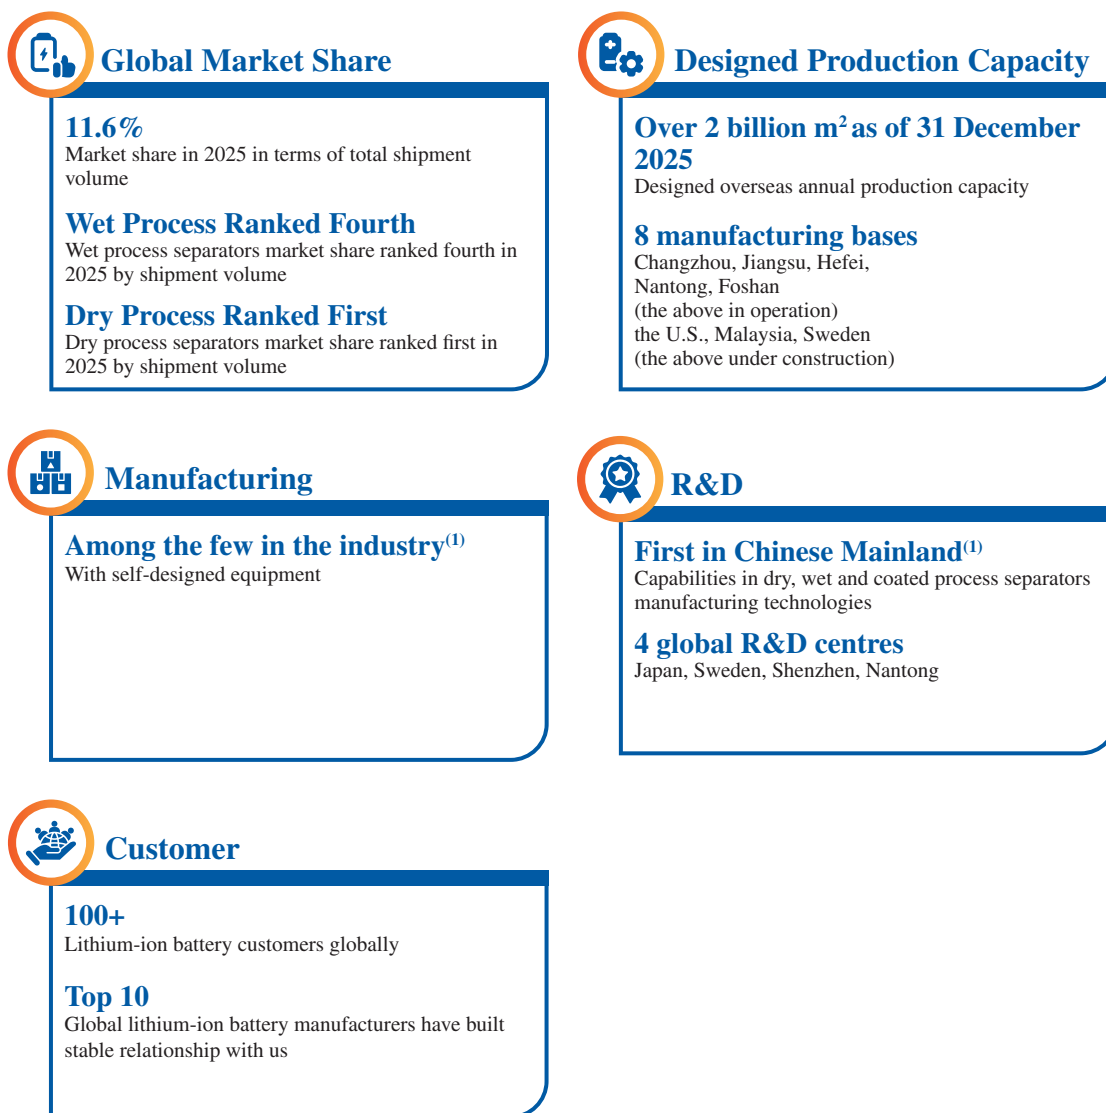 Global Market Share
11.6%
Market share in 2025 in terms of total shipment
volume
Wet Process Ranked Fourth
Wet process separators market share ranked fourth in
2025 by shipment volume
Dry Process Ranked First
Dry process separators market share ranked first in
2025 by shipment volume
Designed Production Capacity
Over 2 billion m² as of 31 December
2025
Designed overseas annual production capacity
8 manufacturing bases
Changzhou, Jiangsu, Hefei,
Nantong, Foshan
(the above in operation)
the U.S., Malaysia, Sweden
(the above under construction)
Manufacturing
Among the few in the industry(1)
With self-designed equipment
R&D
First in Chinese Mainland(1)
Capabilities in dry, wet and coated process separators
manufacturing technologies
4 global R&D centres
Japan, Sweden, Shenzhen, Nantong
Customer
100+
Lithium-ion battery customers globally
Top 10
Global lithium-ion battery manufacturers have built
stable relationship with us